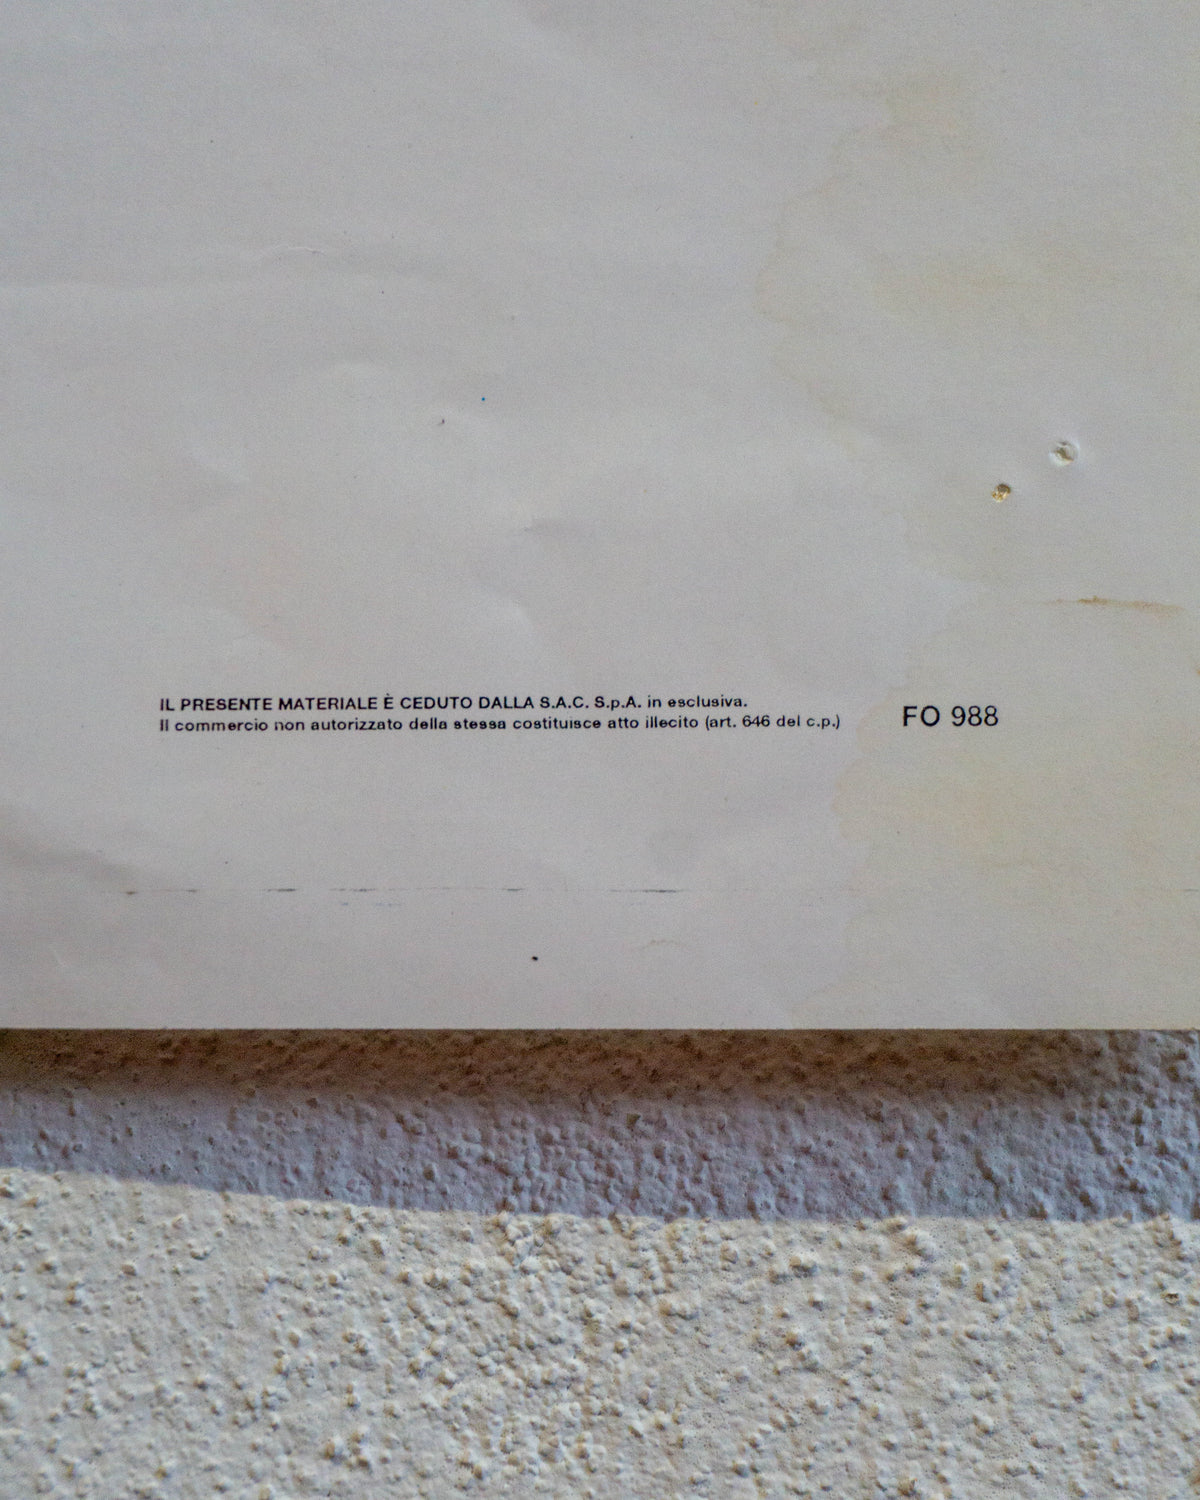 IL PRESENTE MATERIALE È CEDUTO DALLA S.A.C. S.p.A. in esclusiva.
Il commercio non autorizzato della stessa costituisce atto illecito (art. 646 del c.p.)
FO 988